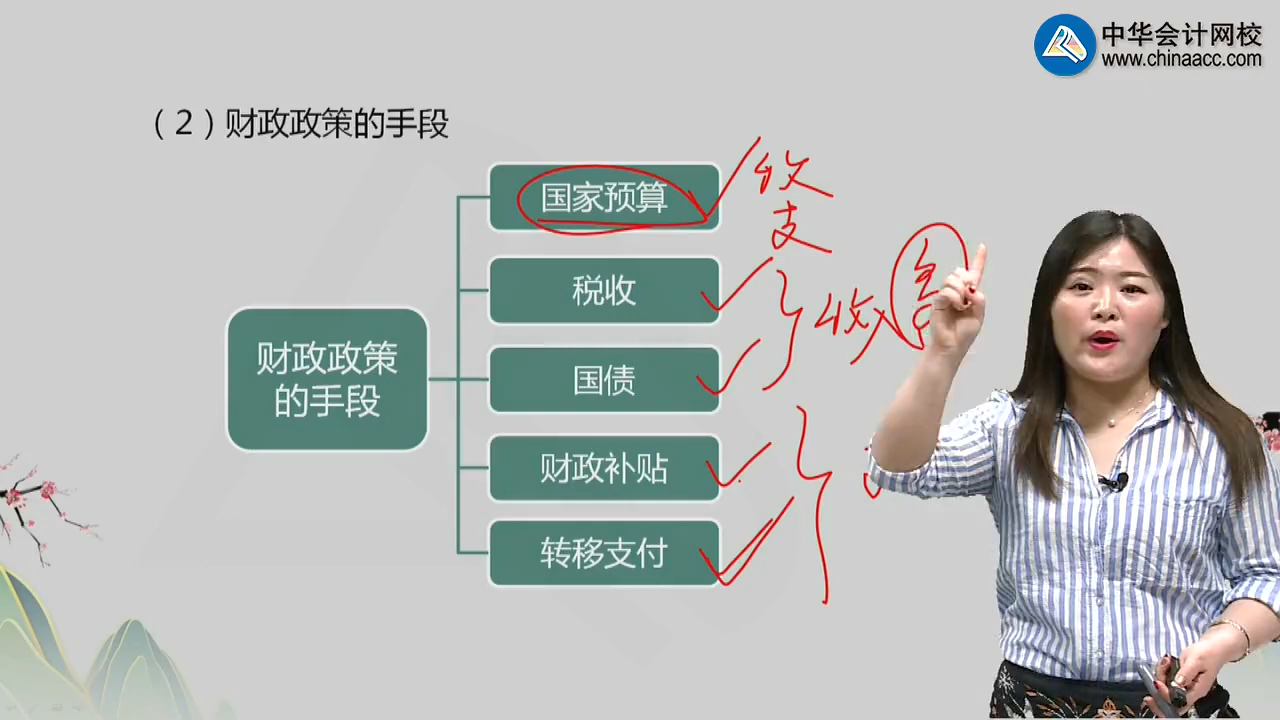 中华会计网校
www.chinaacc.com
（2）财政政策的手段
国家预算
收
支
税收
收
国债
财政政策
的手段
财政补贴
转移支付